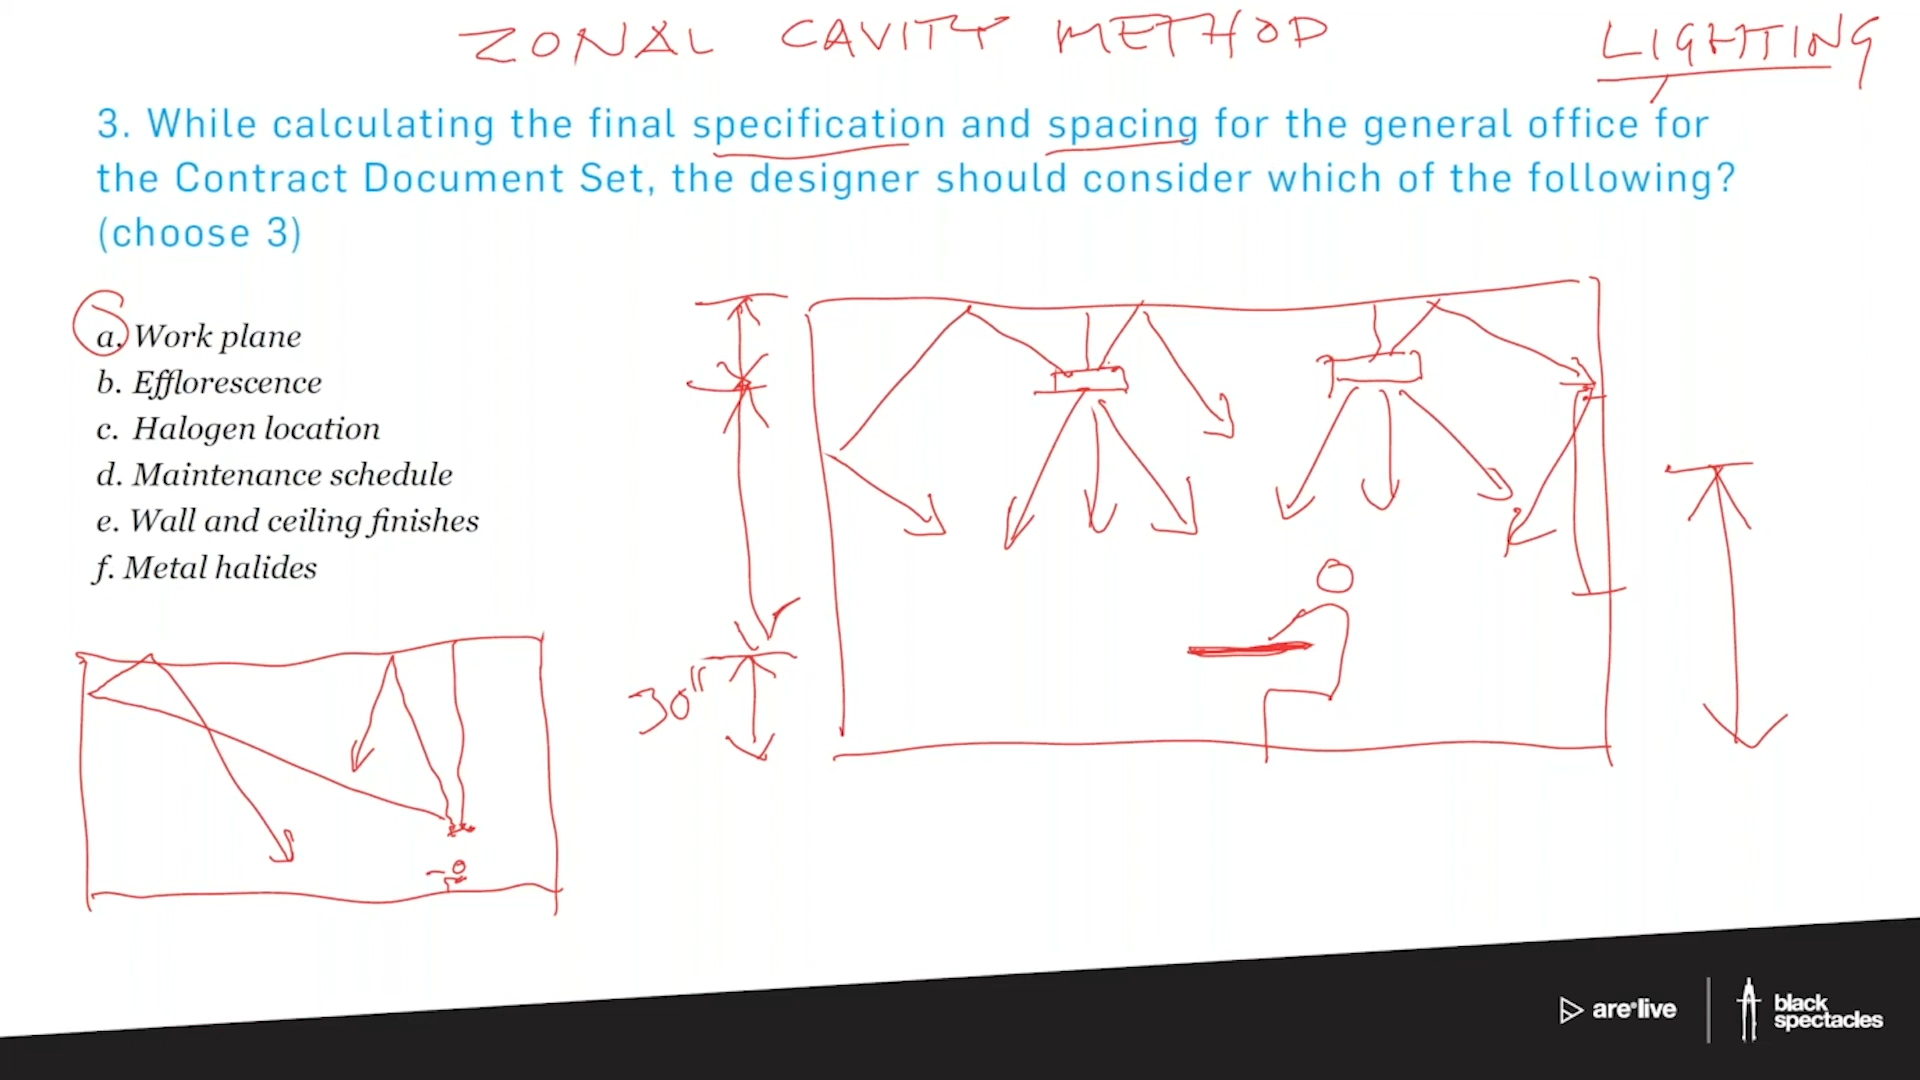 ZONAL CAVITY METHOD
LIGHTING
3. While calculating the final specification and spacing for the general office for
the Contract Document Set, the designer should consider which of the following?
(choose 3)
a. Work plane
b. Efflorescence
c. Halogen location
d. Maintenance schedule
e. Wall and ceiling finishes
f. Metal halides
30"
are live
black
spectacles